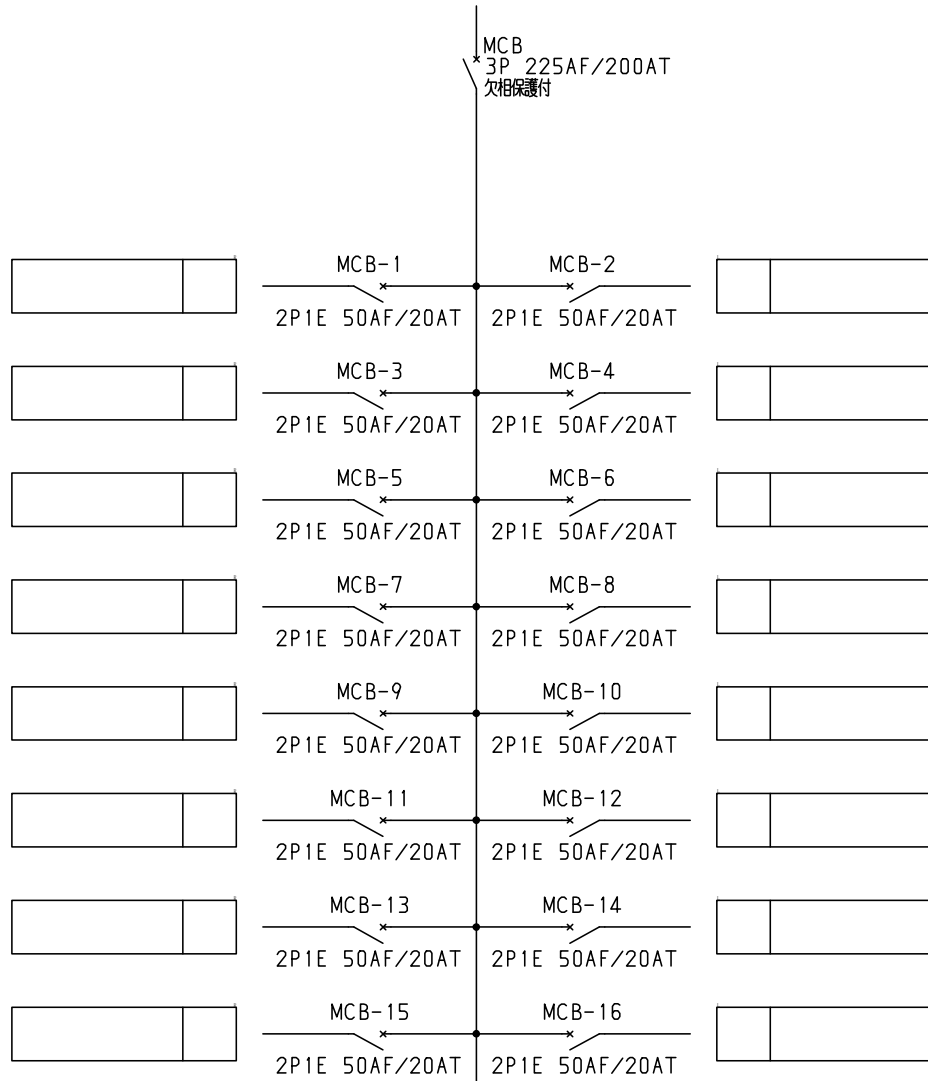 MCB
3P 225AF/200AT
欠相保護付
MCB-1 MCB-2
2P1E 50AF/20AT 2P1E 50AF/20AT
MCB-3 MCB-4
2P1E 50AF/20AT 2P1E 50AF/20AT
MCB-5 MCB-6
2P1E 50AF/20AT 2P1E 50AF/20AT
MCB-7 MCB-8
2P1E 50AF/20AT 2P1E 50AF/20AT
MCB-9 MCB-10
2P1E 50AF/20AT 2P1E 50AF/20AT
MCB-11 MCB-12
2P1E 50AF/20AT 2P1E 50AF/20AT
MCB-13 MCB-14
2P1E 50AF/20AT 2P1E 50AF/20AT
MCB-15 MCB-16
2P1E 50AF/20AT 2P1E 50AF/20AT